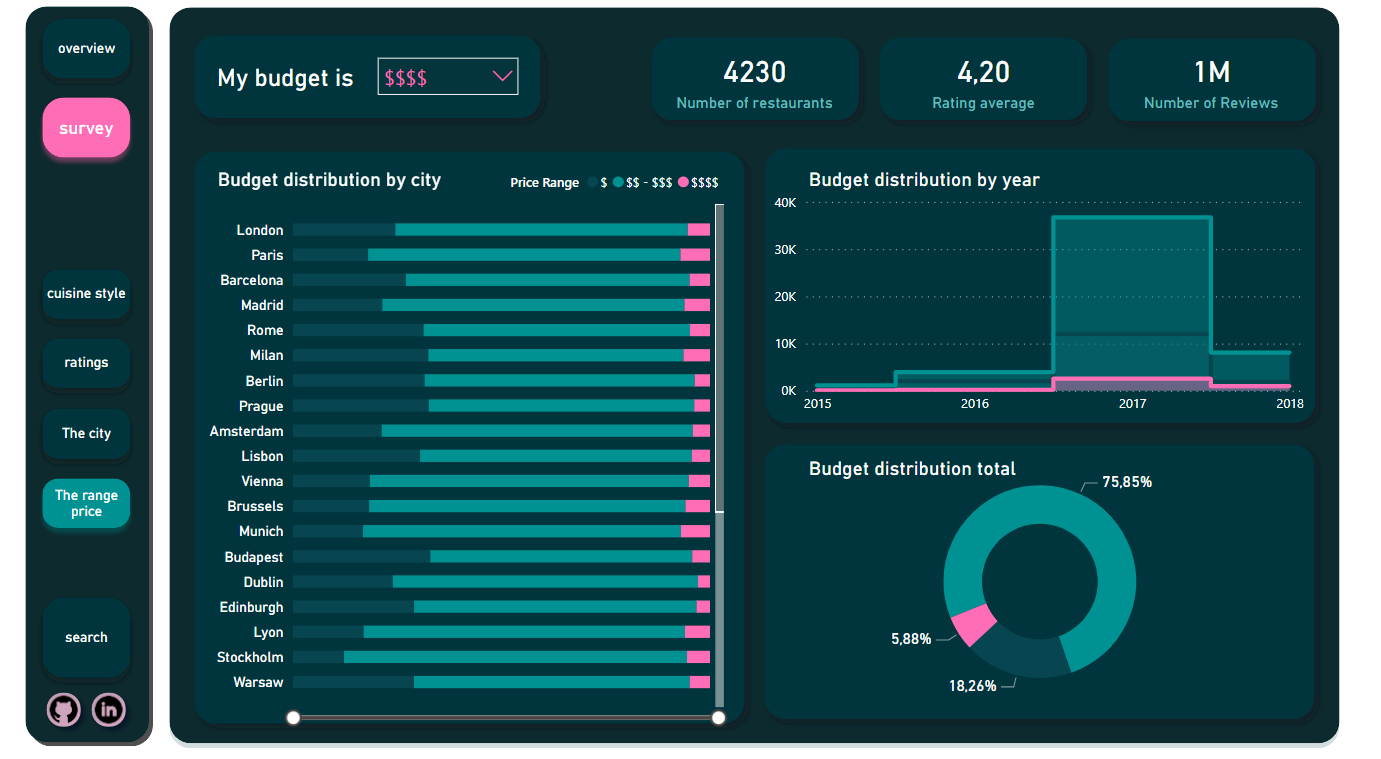 overview
survey
cuisine style
ratings
The city
The range
price
search
in
My budget is
$$$$
4230
Number of restaurants
4,20
Rating average
1M
Number of Reviews
Budget distribution by city
Price Range $ $$ - $$$ $$$$
London
Paris
Barcelona
Madrid
Rome
Milan
Berlin
Prague
Amsterdam
Lisbon
Vienna
Brussels
Munich
Budapest
Dublin
Edinburgh
Lyon
Stockholm
Warsaw
Budget distribution by year
40K
30K
20K
10K
0K
2015 2016 2017 2018
Budget distribution total
75,85%
5,88%
18,26%